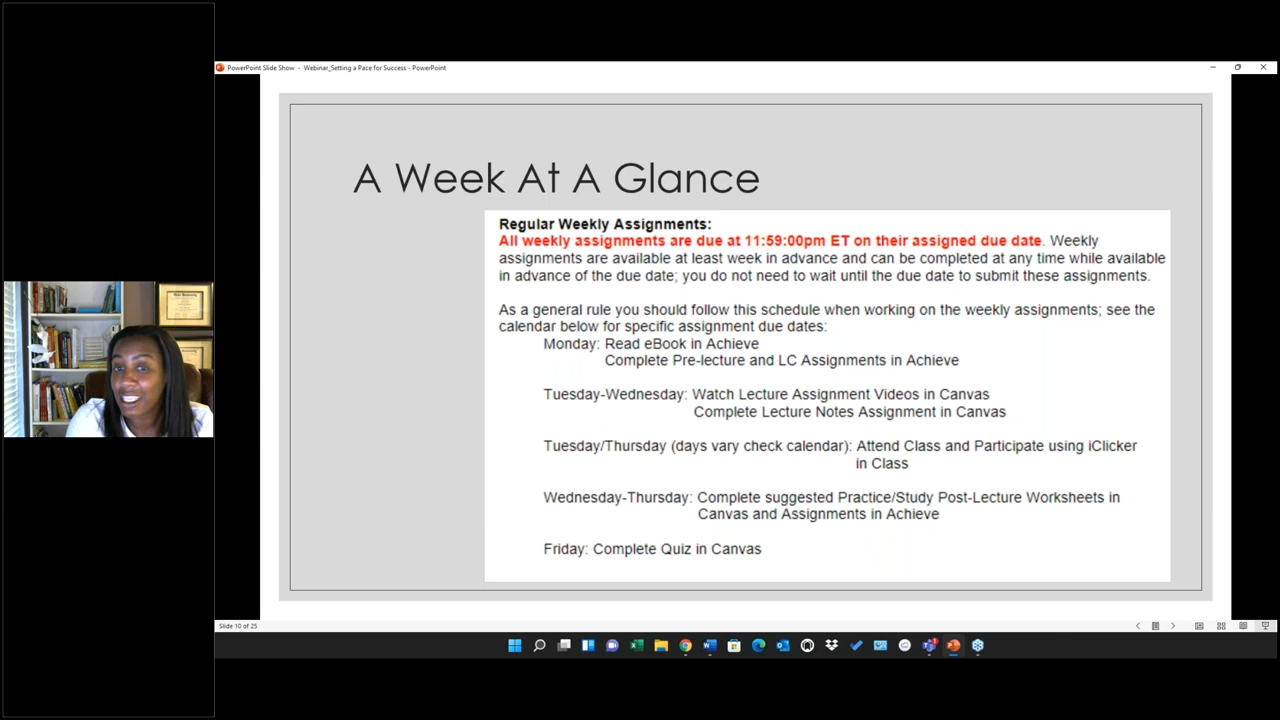 PowerPoint Slide Show - Webinar_Setting a Pace for Success - PowerPoint
A Week At A Glance
Regular Weekly Assignments:
All weekly assignments are due at 11:59:00pm ET on their assigned due date. Weekly
assignments are available at least week in advance and can be completed at any time while available
in advance of the due date; you do not need to wait until the due date to submit these assignments.
As a general rule you should follow this schedule when working on the weekly assignments; see the
calendar below for specific assignment due dates:
Monday: Read eBook in Achieve
Complete Pre-lecture and LC Assignments in Achieve
Tuesday-Wednesday: Watch Lecture Assignment Videos in Canvas
Complete Lecture Notes Assignment in Canvas
Tuesday/Thursday (days vary check calendar): Attend Class and Participate using iClicker
in Class
Wednesday-Thursday: Complete suggested Practice/Study Post-Lecture Worksheets in
Canvas and Assignments in Achieve
Friday: Complete Quiz in Canvas
Slide 10 of 25